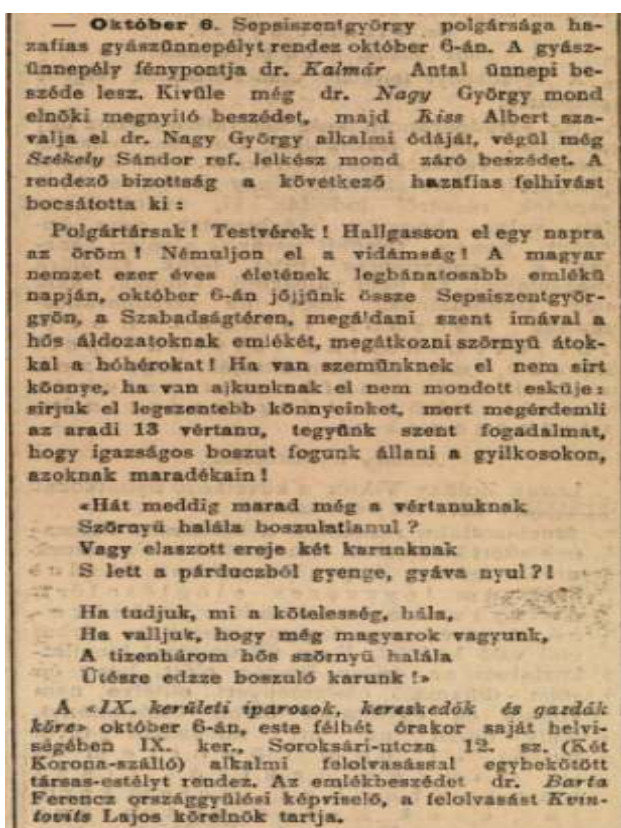 — Október 6. Sepsiszentgyörgy polgársága ha-
zafias gyászünnepélyt rendez október 6-án. A gyász-
ünnepély fénypontja dr. Kalmár Antal ünnepi be-
széde lesz. Kivüle még dr. Nagy György mond
elnöki megnyitó beszédet, majd Kiss Albert sza-
valja el dr. Nagy György alkalmi ódáját, végül még
Székely Sándor ref. lelkész mond záró beszédet. A
rendező bizottság a következő hazafias felhivást
bocsátotta ki:
Polgártársak! Testvérek! Hallgasson el egy napra
az öröm! Némuljon el a vidámság! A magyar
nemzet ezer éves életének legbánatosabb emlékü
napján, október 6-án jöjjünk össze Sepsiszentgyör-
gyön, a Szabadságtéren, megáldani szent imával a
hős áldozatoknak emlékét, megátkozni szörnyü átok-
kal a hóhérokat! Ha van szemünknek el nem sirt
könnye, ha van ajkunknak el nem mondott esküje:
sirjuk el legszentebb könnyeinket, mert megérdemli
az aradi 13 vértanu, tegyünk szent fogadalmat,
hogy igazságos boszut fogunk állani a gyilkosokon,
azoknak maradékain!
«Hát meddig marad még a vértanuknak
Szörnyü halála boszulatlanul?
Vagy elaszott ereje két karunknak
S lett a párduczból gyenge, gyáva nyul?!
Ha tudjuk, mi a kötelesség, hála,
Ha valljuk, hogy még magyarok vagyunk,
A tizenhárom hős szörnyü halála
Ütésre edzze boszuló karunk!»
A «IX. kerületi iparosok, kereskedők és gazdák
köre» október 6-án, este félhét órakor saját helyi-
ségében IX. ker., Soroksári-utcza 12. sz. (Két
Korona-szálló) alkalmi felolvasással egybekötött
társas-estélyt rendez. Az emlékbeszédet dr. Barta
Ferencz országgyülési képviselő, a felolvasást Kvin-
tovits Lajos körelnök tartja.